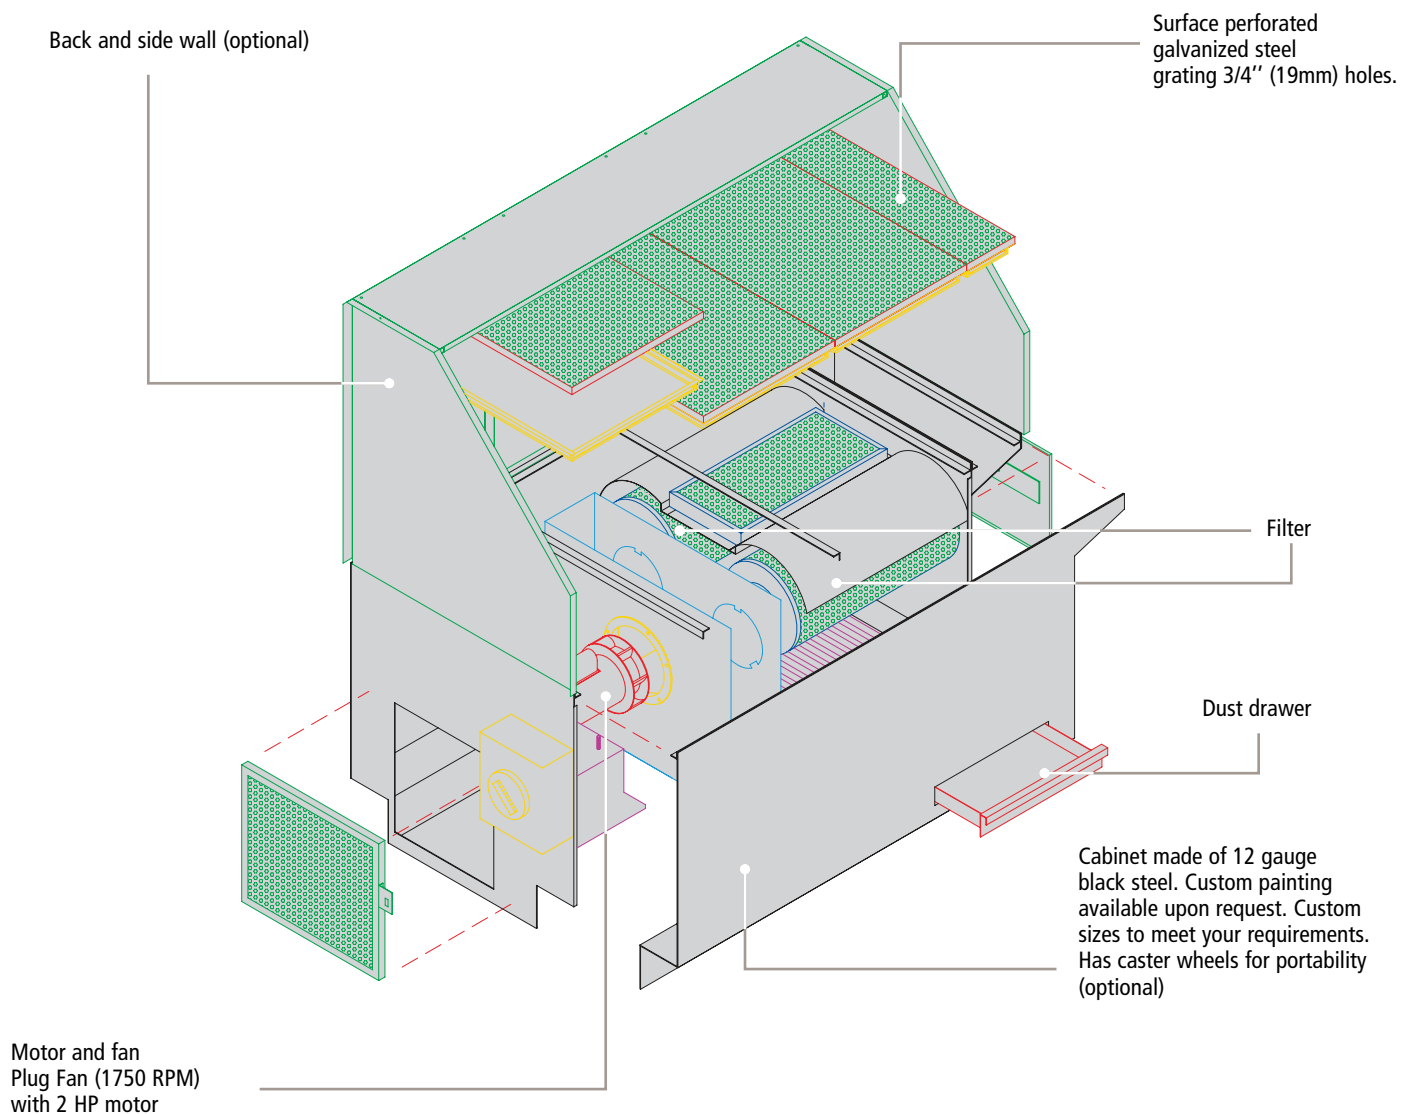 Back and side wall (optional)
Surface perforated
galvanized steel
grating 3/4'' (19mm) holes.
Filter
Dust drawer
Cabinet made of 12 gauge
black steel. Custom painting
available upon request. Custom
sizes to meet your requirements.
Has caster wheels for portability
(optional)
Motor and fan
Plug Fan (1750 RPM)
with 2 HP motor